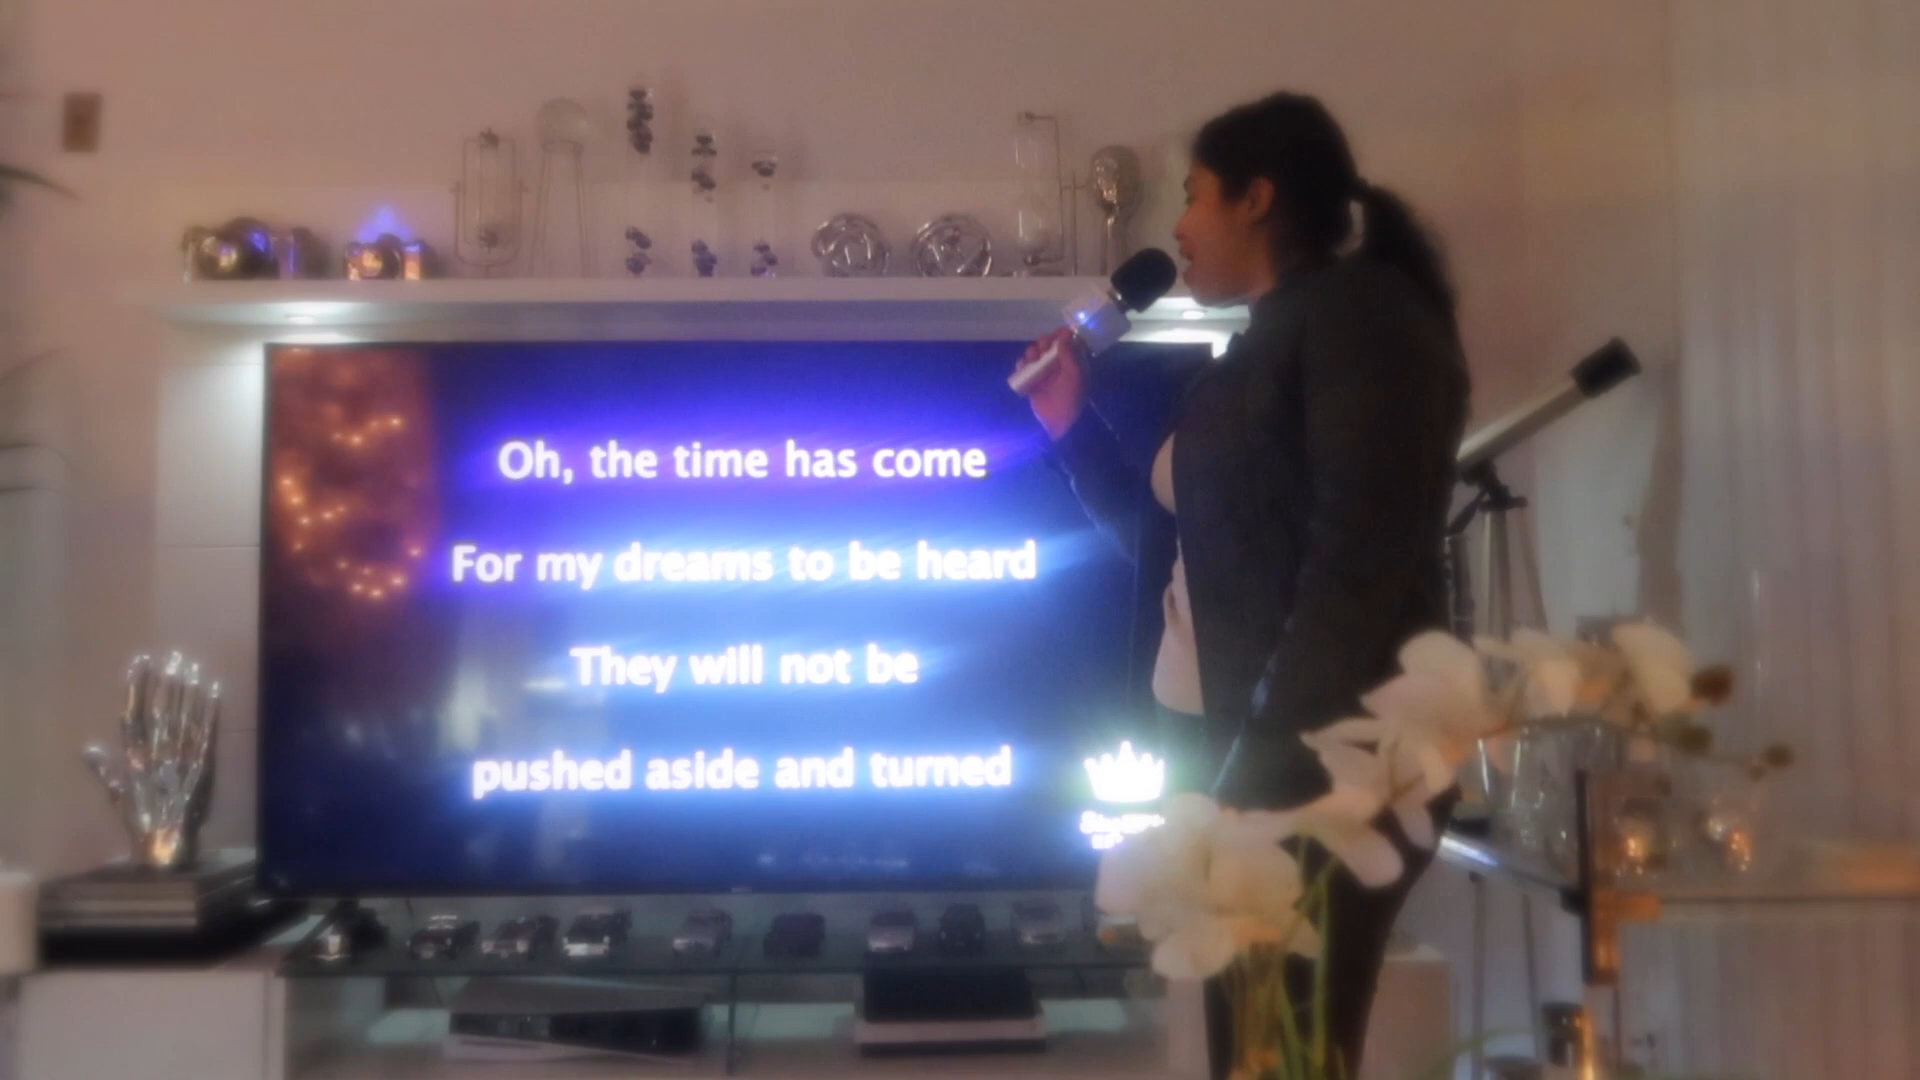 Oh, the time has come
For my dreams to be heard
They will not be
pushed aside and turned